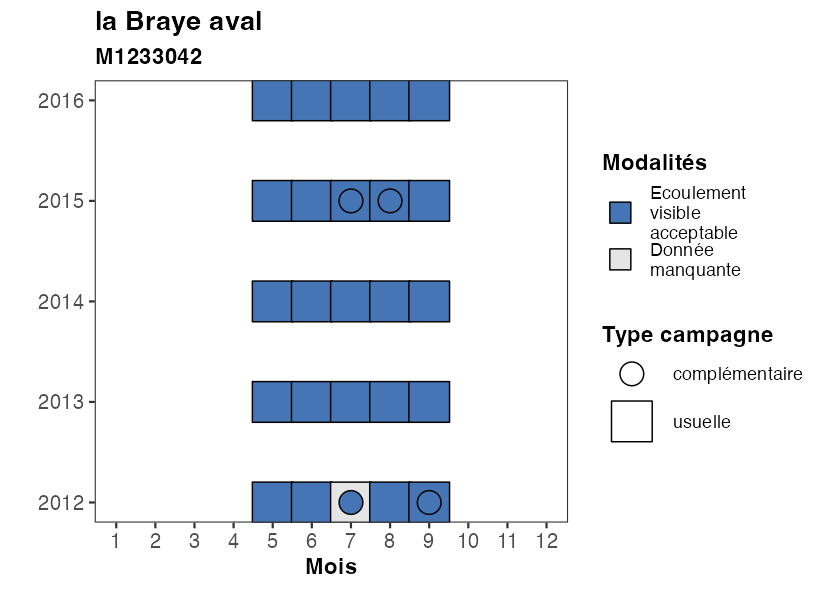 la Braye aval
M1233042
2016
2015
2014
2013
2012
1 2 3 4 5 6 7 8 9 10 11 12
Mois
Modalités
Ecoulement
visible
acceptable
Donnée
manquante
Type campagne
complémentaire
usuelle